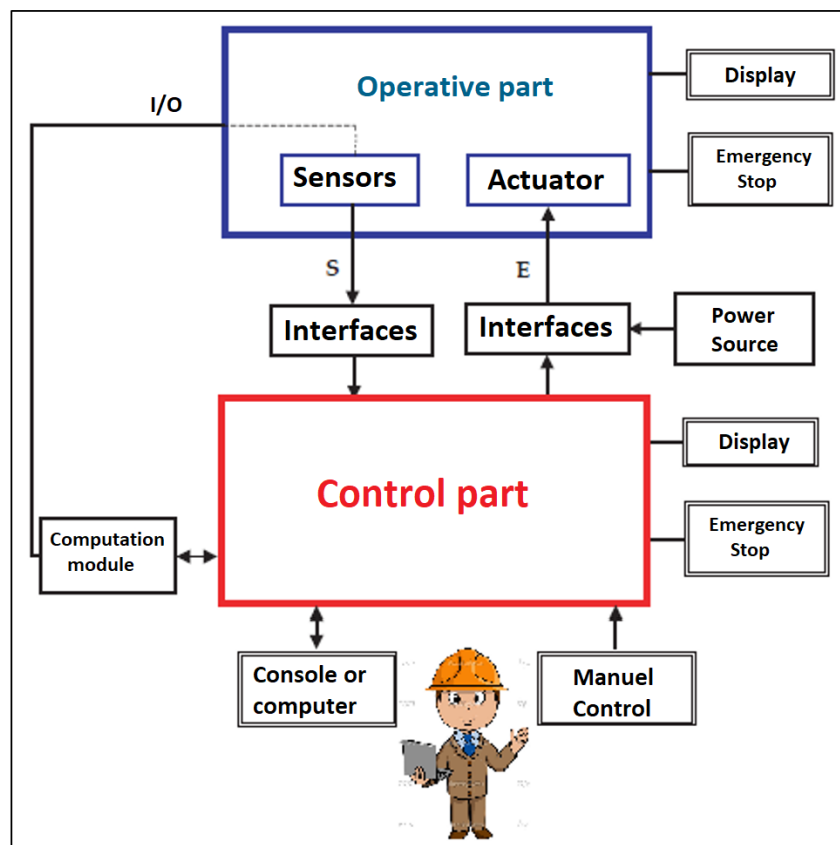 Operative part
Display
I/O
Emergency
Stop
Sensors
Actuator
S
E
Interfaces
Interfaces
Power
Source
Control part
Display
Emergency
Stop
Computation
module
Console or
computer
Manuel
Control